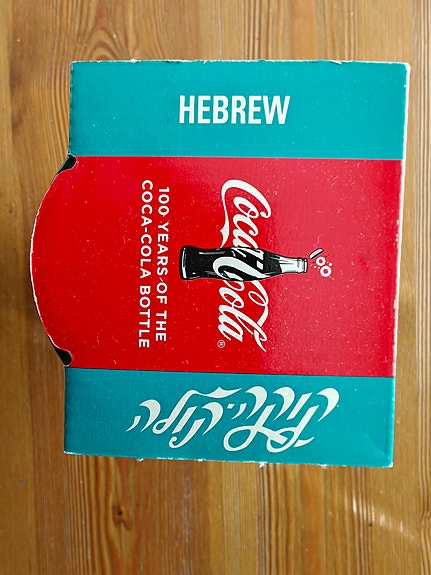 HEBREW
Coca-Cola®
100 YEARS OF THE
COCA-COLA BOTTLE
קוקה-קולה